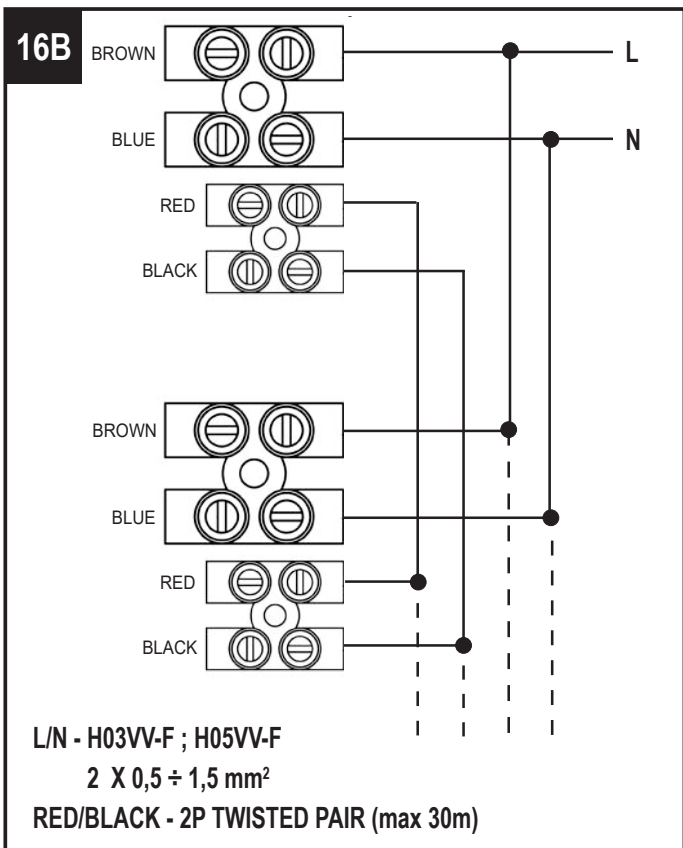 16B
BROWN
L
BLUE
N
RED
BLACK
BROWN
BLUE
RED
BLACK
L/N - H03VV-F ; H05VV-F
2 X 0,5 ÷ 1,5 mm²
RED/BLACK - 2P TWISTED PAIR (max 30m)